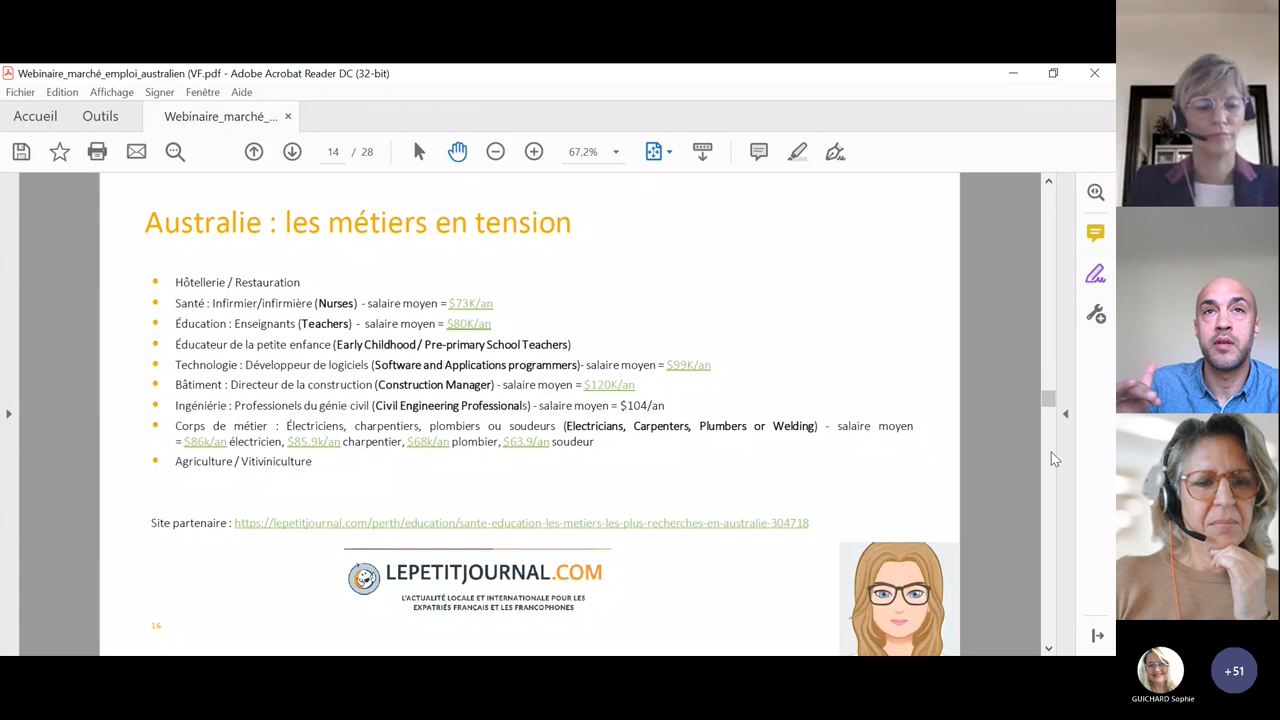 Webinaire_marché_emploi_australien (VF.pdf - Adobe Acrobat Reader DC (32-bit)
Fichier Edition Affichage Signer Fenêtre Aide
Accueil Outils Webinaire_marché_... ×
14 / 28 67,2%
Australie : les métiers en tension
• Hôtellerie / Restauration
• Santé : Infirmier/infirmière (Nurses) - salaire moyen = $73K/an
• Éducation : Enseignants (Teachers) - salaire moyen = $80K/an
• Éducateur de la petite enfance (Early Childhood / Pre-primary School Teachers)
• Technologie : Développeur de logiciels (Software and Applications programmers)- salaire moyen = $99K/an
• Bâtiment : Directeur de la construction (Construction Manager) - salaire moyen = $120K/an
• Ingéniérie : Professionels du génie civil (Civil Engineering Professionals) - salaire moyen = $104/an
• Corps de métier : Électriciens, charpentiers, plombiers ou soudeurs (Electricians, Carpenters, Plumbers or Welding) - salaire moyen
= $86k/an électricien, $85,9k/an charpentier, $68k/an plombier, $63,9/an soudeur
• Agriculture / Vitiviniculture
Site partenaire : https://lepetitjournal.com/perth/education/sante-education-les-metiers-les-plus-recherches-en-australie-304718
LEPETITJOURNAL.COM
L'ACTUALITÉ LOCALE ET INTERNATIONALE POUR LES
EXPATRIÉS FRANÇAIS ET LES FRANCOPHONES
16
+51
GUICHARD Sophie